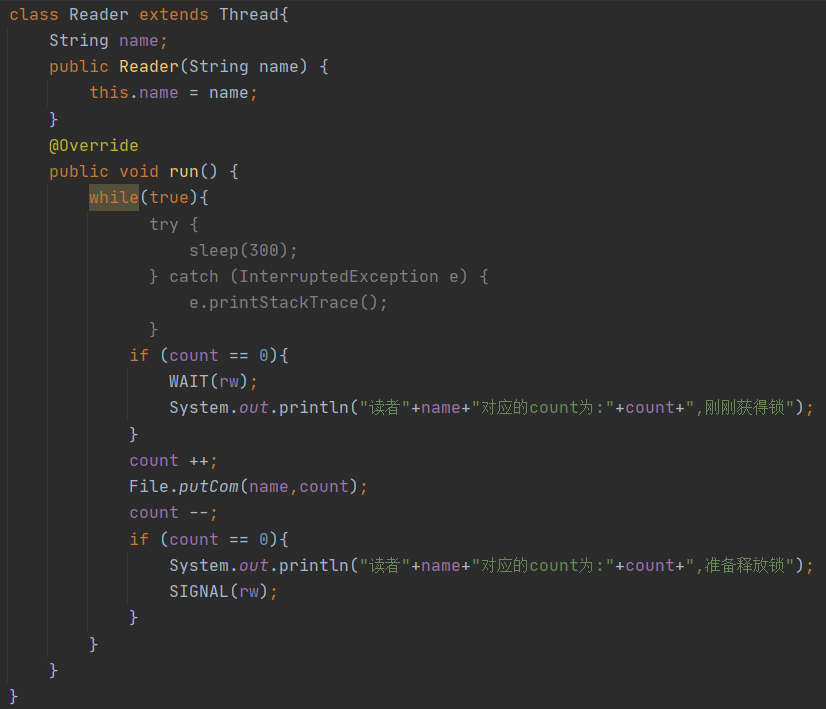 class Reader extends Thread{
    String name;
    public Reader(String name) {
        this.name = name;
    }
    @Override
    public void run() {
        while(true){
              try {
                  sleep(300);
              } catch (InterruptedException e) {
                  e.printStackTrace();
              }
            if (count == 0){
                WAIT(rw);
                System.out.println("读者"+name+"对应的count为:"+count+",刚刚获得锁");
            }
            count ++;
            File.putCom(name,count);
            count --;
            if (count == 0){
                System.out.println("读者"+name+"对应的count为:"+count+",准备释放锁");
                SIGNAL(rw);
            }
        }
    }
}